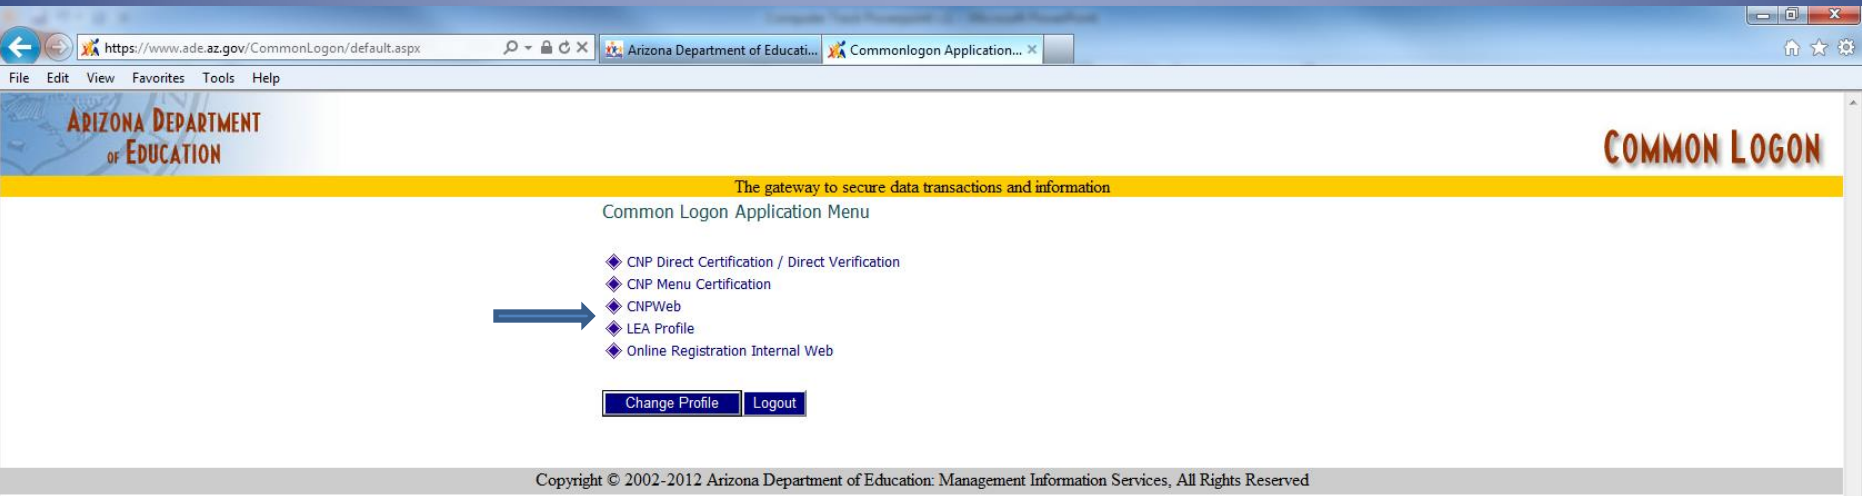 https://www.ade.az.gov/CommonLogon/default.aspx
Arizona Department of Educati...
Commonlogon Application...
File Edit View Favorites Tools Help
ARIZONA DEPARTMENT
OF EDUCATION
COMMON LOGON
The gateway to secure data transactions and information
Common Logon Application Menu
CNP Direct Certification / Direct Verification
CNP Menu Certification
CNPWeb
LEA Profile
Online Registration Internal Web
Change Profile Logout
Copyright © 2002-2012 Arizona Department of Education: Management Information Services, All Rights Reserved